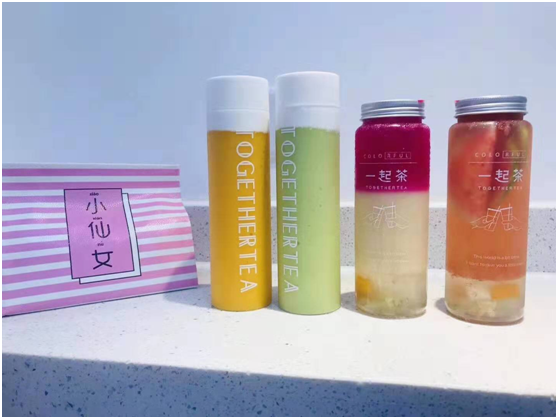 小仙女
TOGETHERTEA
TOGETHERTEA
COLORFUL
一起茶
TOGETHERTEA
COLORFUL
一起茶
TOGETHERTEA